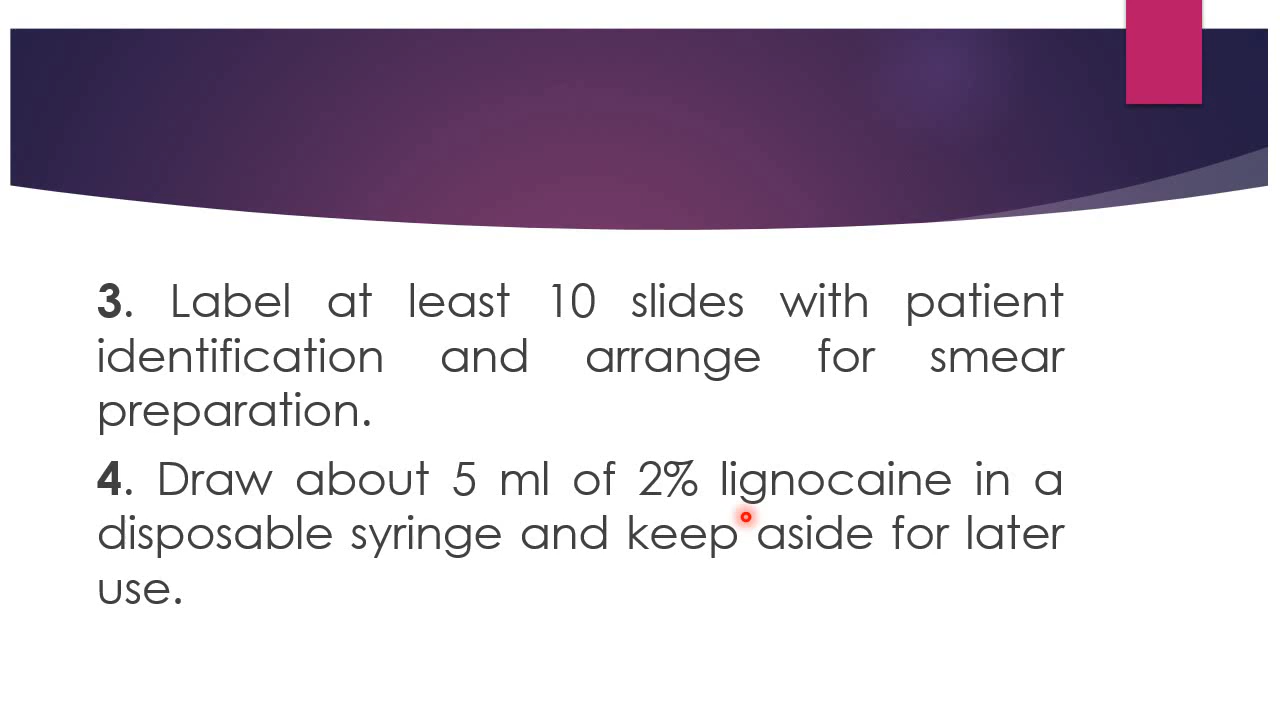 3. Label at least 10 slides with patient
identification and arrange for smear
preparation.
4. Draw about 5 ml of 2% lignocaine in a
disposable syringe and keep aside for later
use.